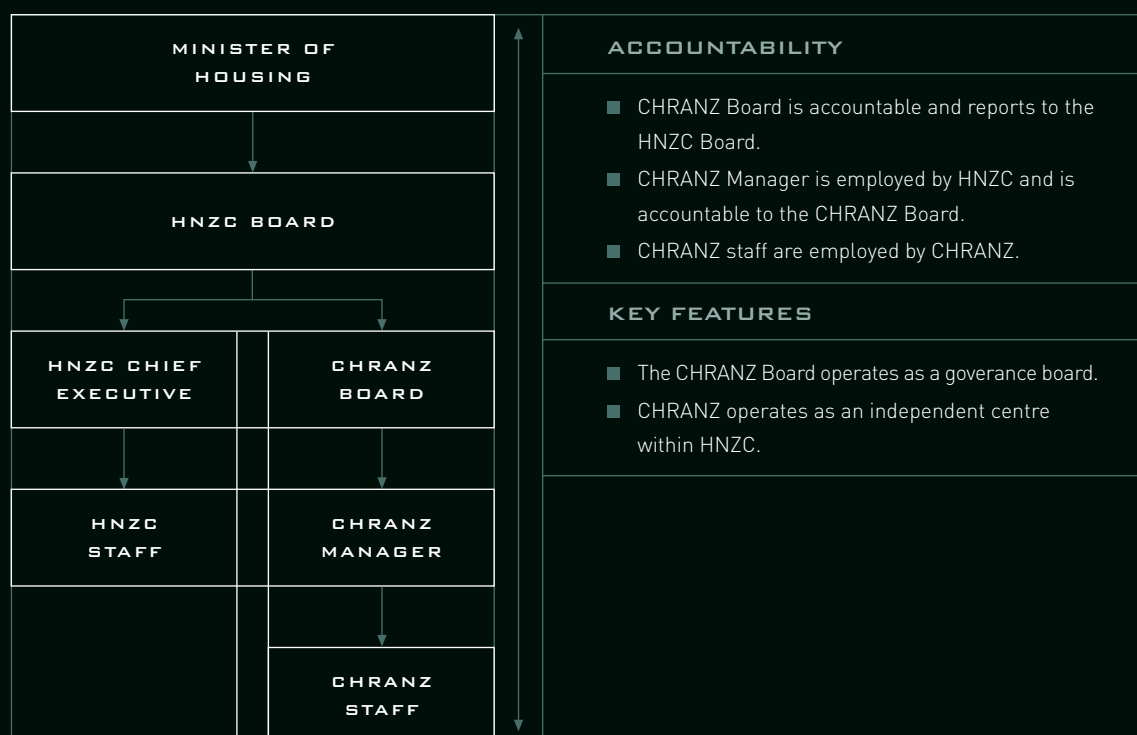 MINISTER OF
HOUSING
HNZC BOARD
HNZC CHIEF
EXECUTIVE
CHRANZ
BOARD
HNZC
STAFF
CHRANZ
MANAGER
CHRANZ
STAFF
ACCOUNTABILITY
CHRANZ Board is accountable and reports to the
HNZC Board.
CHRANZ Manager is employed by HNZC and is
accountable to the CHRANZ Board.
CHRANZ staff are employed by CHRANZ.
KEY FEATURES
The CHRANZ Board operates as a goverance board.
CHRANZ operates as an independent centre
within HNZC.